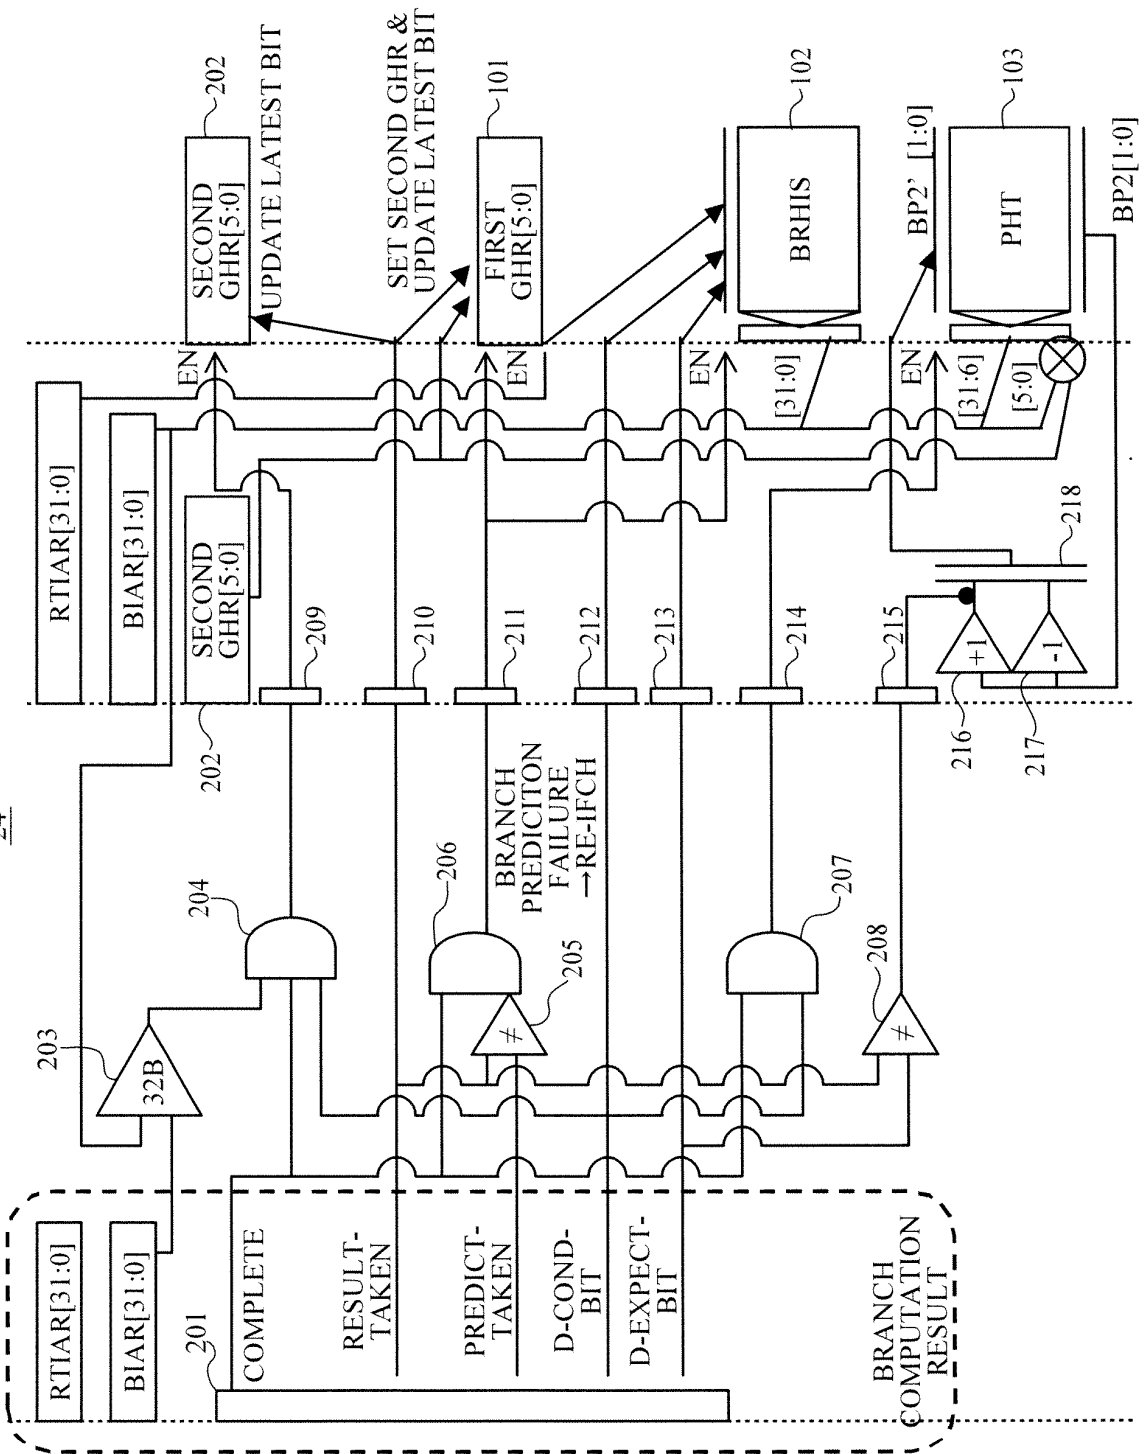 24
RTIAR[31:0]
BIAR[31:0]
201
COMPLETE
RESULT-
TAKEN
PREDICT-
TAKEN
D-COND-
BIT
D-EXPECT-
BIT
BRANCH
COMPUTATION
RESULT
203
32B
204
206
205
≠
207
208
≠
BRANCH
PREDICITON
FAILURE
→RE-IFCH
RTIAR[31:0]
BIAR[31:0]
SECOND
GHR[5:0]
202
209
210
211
212
213
214
215
216
217
+1
-1
218
EN
EN
EN
EN
[31:0]
[31:6]
[5:0]
SECOND
GHR[5:0]
202
UPDATE LATEST BIT
SET SECOND GHR &
UPDATE LATEST BIT
FIRST
GHR[5:0]
101
BRHIS
102
BP2' [1:0]
PHT
103
BP2[1:0]